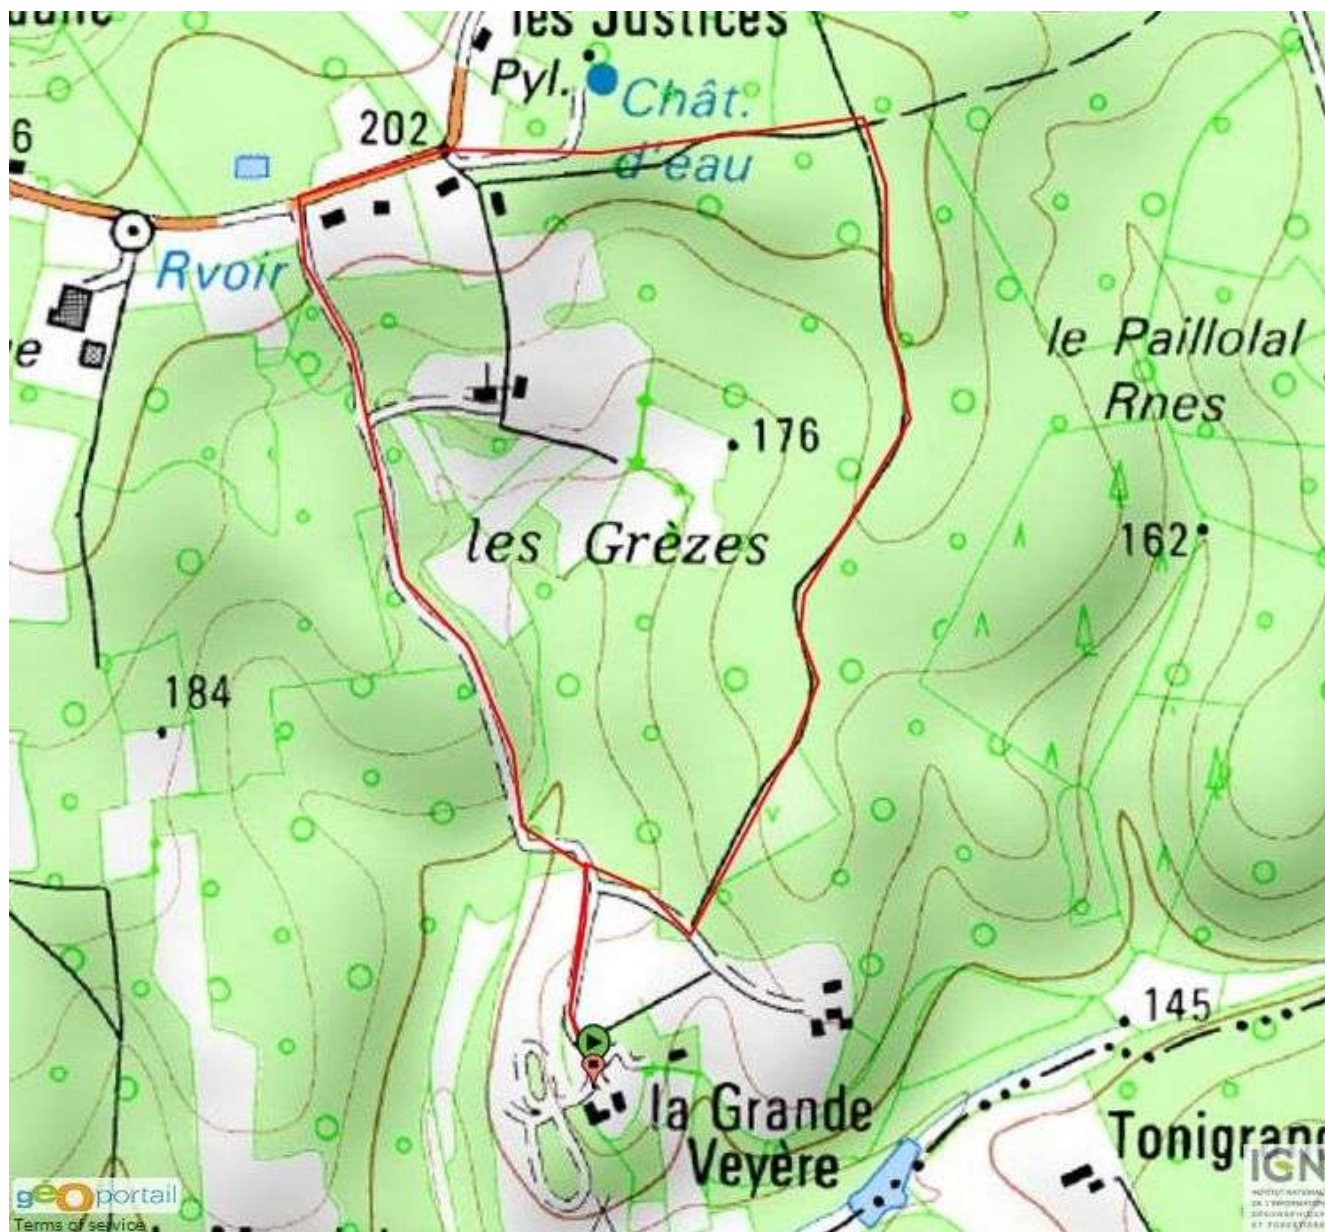 les Justices
Pyl.
Chât.
d'eau
202
6
Rvoir
e
le Paillolal
Rnes
176
162
les Grèzes
184
145
la Grande
Veyère
géoportail
Terms of service
IGN